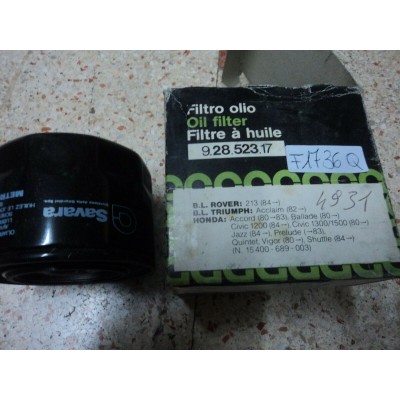 Filtro olio
Oil filter
Filtre à huile
9.28.523.17
F1736Q
4931
B.L. ROVER: 213 (84→)
B.L. TRIUMPH: Acclaim (82→)
HONDA: Accord (80→83), Ballade (80→)
Civic 1200 (84→), Civic 1300/1500 (80→)
Jazz (84→), Prelude (→83),
Quintet, Vigor (80→), Shuttle (84→)
(N. 15400-689-003)
Savara
METRI